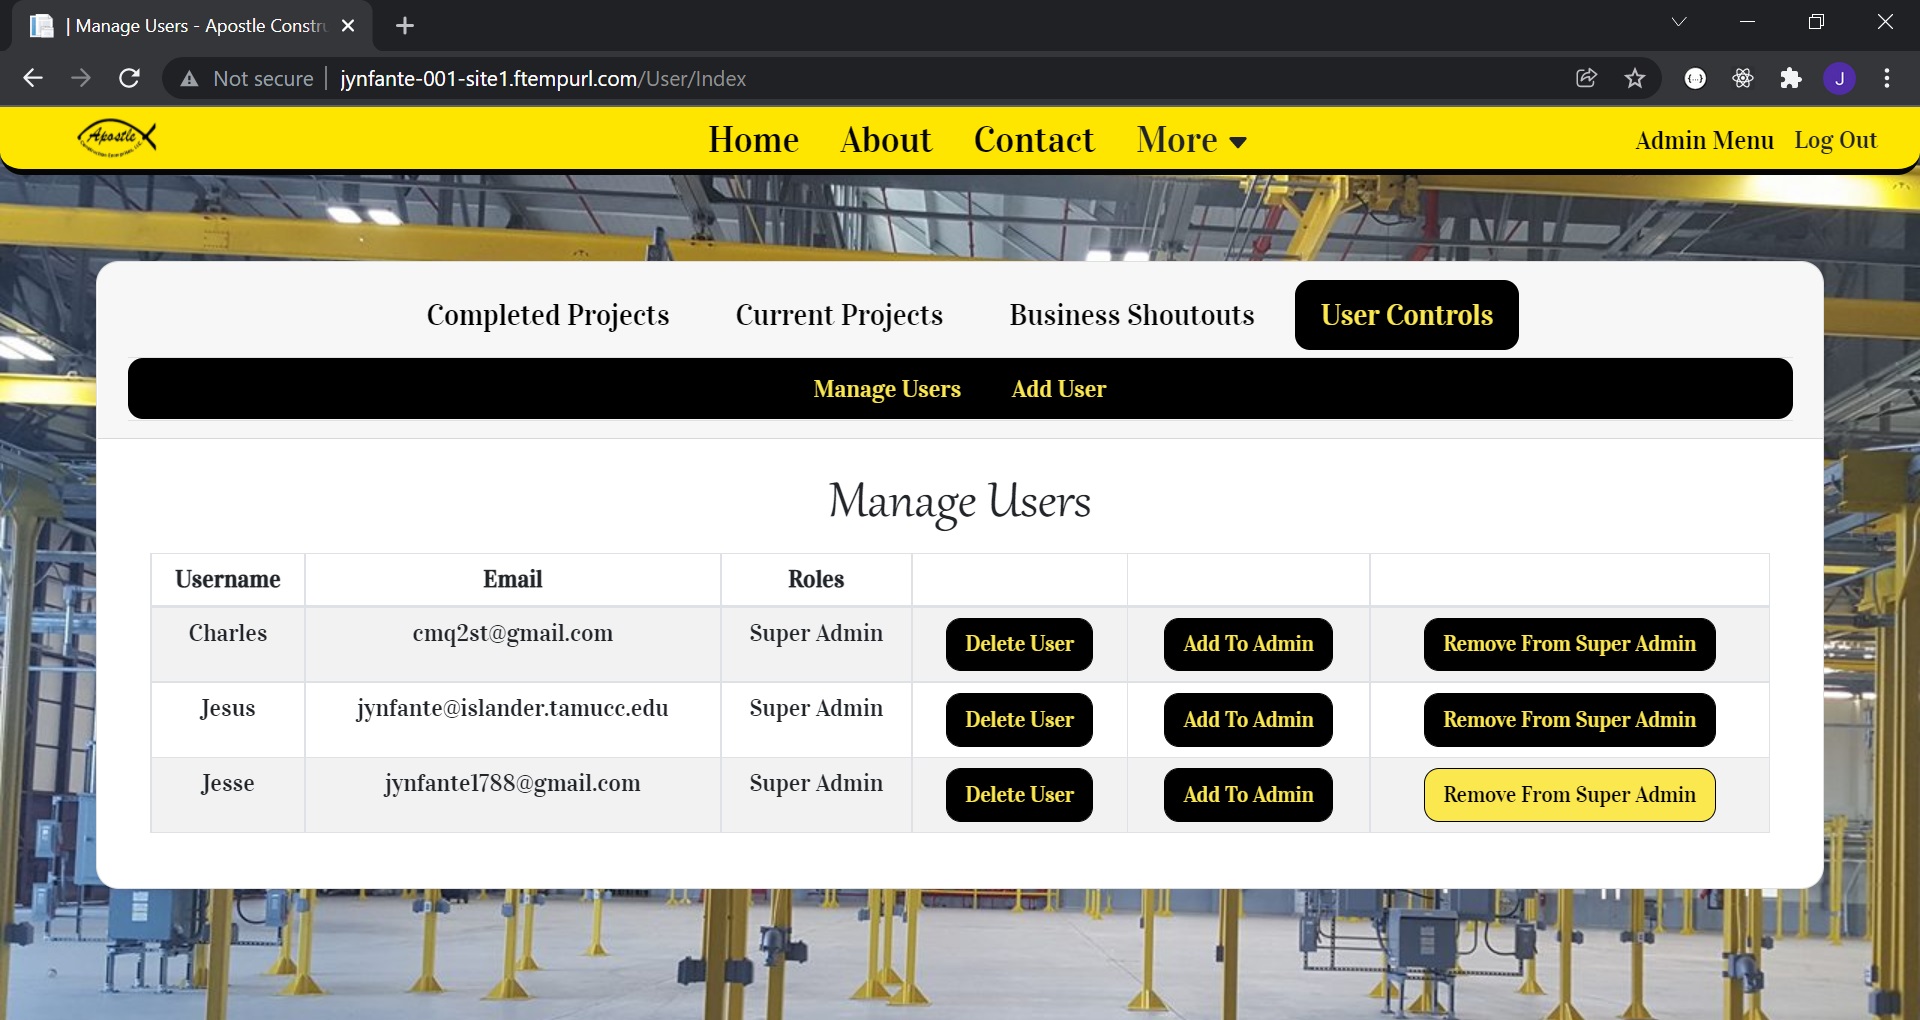 | Manage Users - Apostle Constru
Not secure
jynfante-001-site1.ftempurl.com/User/Index
J
Apostle
Home About Contact More
Admin Menu Log Out
Completed Projects Current Projects Business Shoutouts User Controls
Manage Users Add User
Manage Users
Username Email Roles
Charles cmq2st@gmail.com Super Admin Delete User Add To Admin Remove From Super Admin
Jesus jynfante@islander.tamucc.edu Super Admin Delete User Add To Admin Remove From Super Admin
Jesse jynfante1788@gmail.com Super Admin Delete User Add To Admin Remove From Super Admin